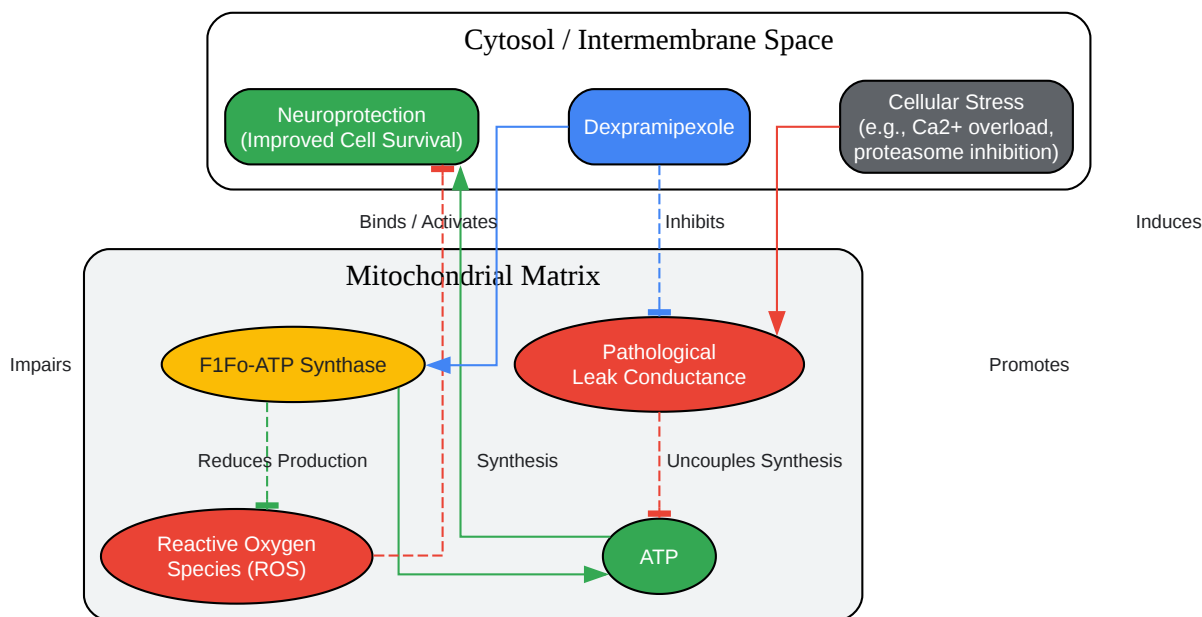 Cytosol / Intermembrane Space
Neuroprotection
(Improved Cell Survival)
Dexpramipexole
Cellular Stress
(e.g., Ca2+ overload,
proteasome inhibition)
Binds / Activates
Inhibits
Induces
Mitochondrial Matrix
Impairs
F1Fo-ATP Synthase
Pathological
Leak Conductance
Promotes
Reduces Production
Synthesis
Uncouples Synthesis
Reactive Oxygen
Species (ROS)
ATP